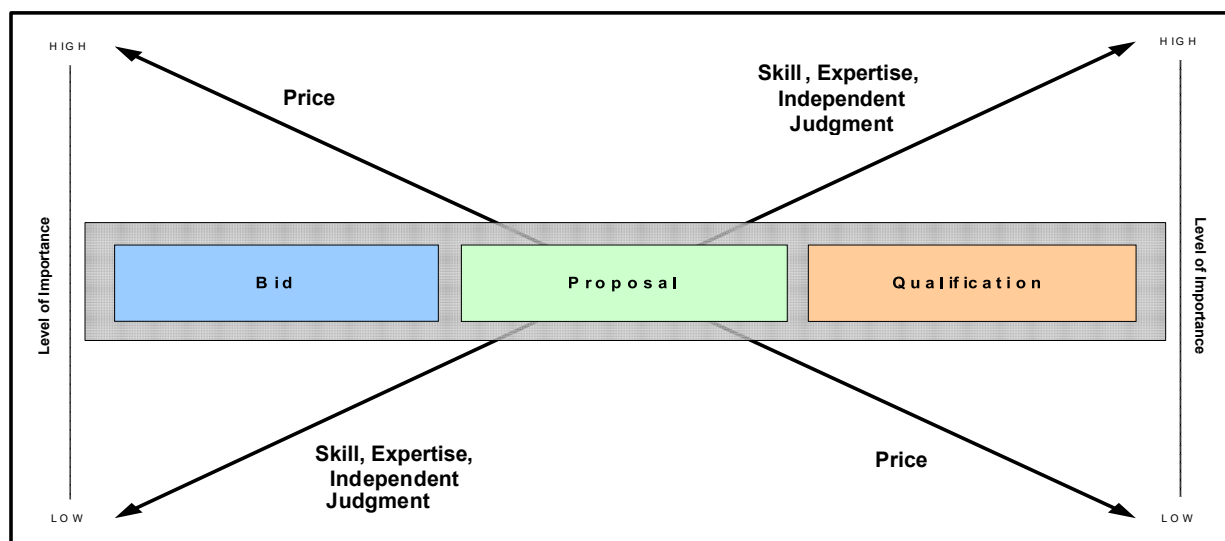 HIGH
HIGH
Skill, Expertise,
Independent
Judgment
Price
Level of Importance
Level of Importance
Bid
Proposal
Qualification
Skill, Expertise,
Independent
Judgment
Price
LOW
LOW